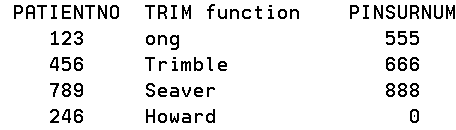 PATIENTNO  TRIM function    PINSURNUM
123  ong  555
456  Trimble  666
789  Seaver  888
246  Howard  0